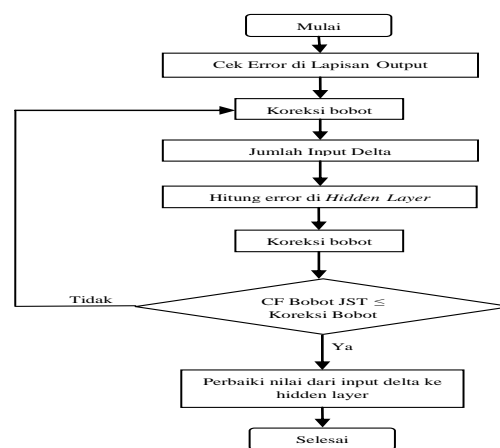 Mulai
Cek Error di Lapisan Output
Koreksi bobot
Jumlah Input Delta
Hitung error di Hidden Layer
Koreksi bobot
Tidak
CF Bobot JST ≤
Koreksi Bobot
Ya
Perbaiki nilai dari input delta ke
hidden layer
Selesai